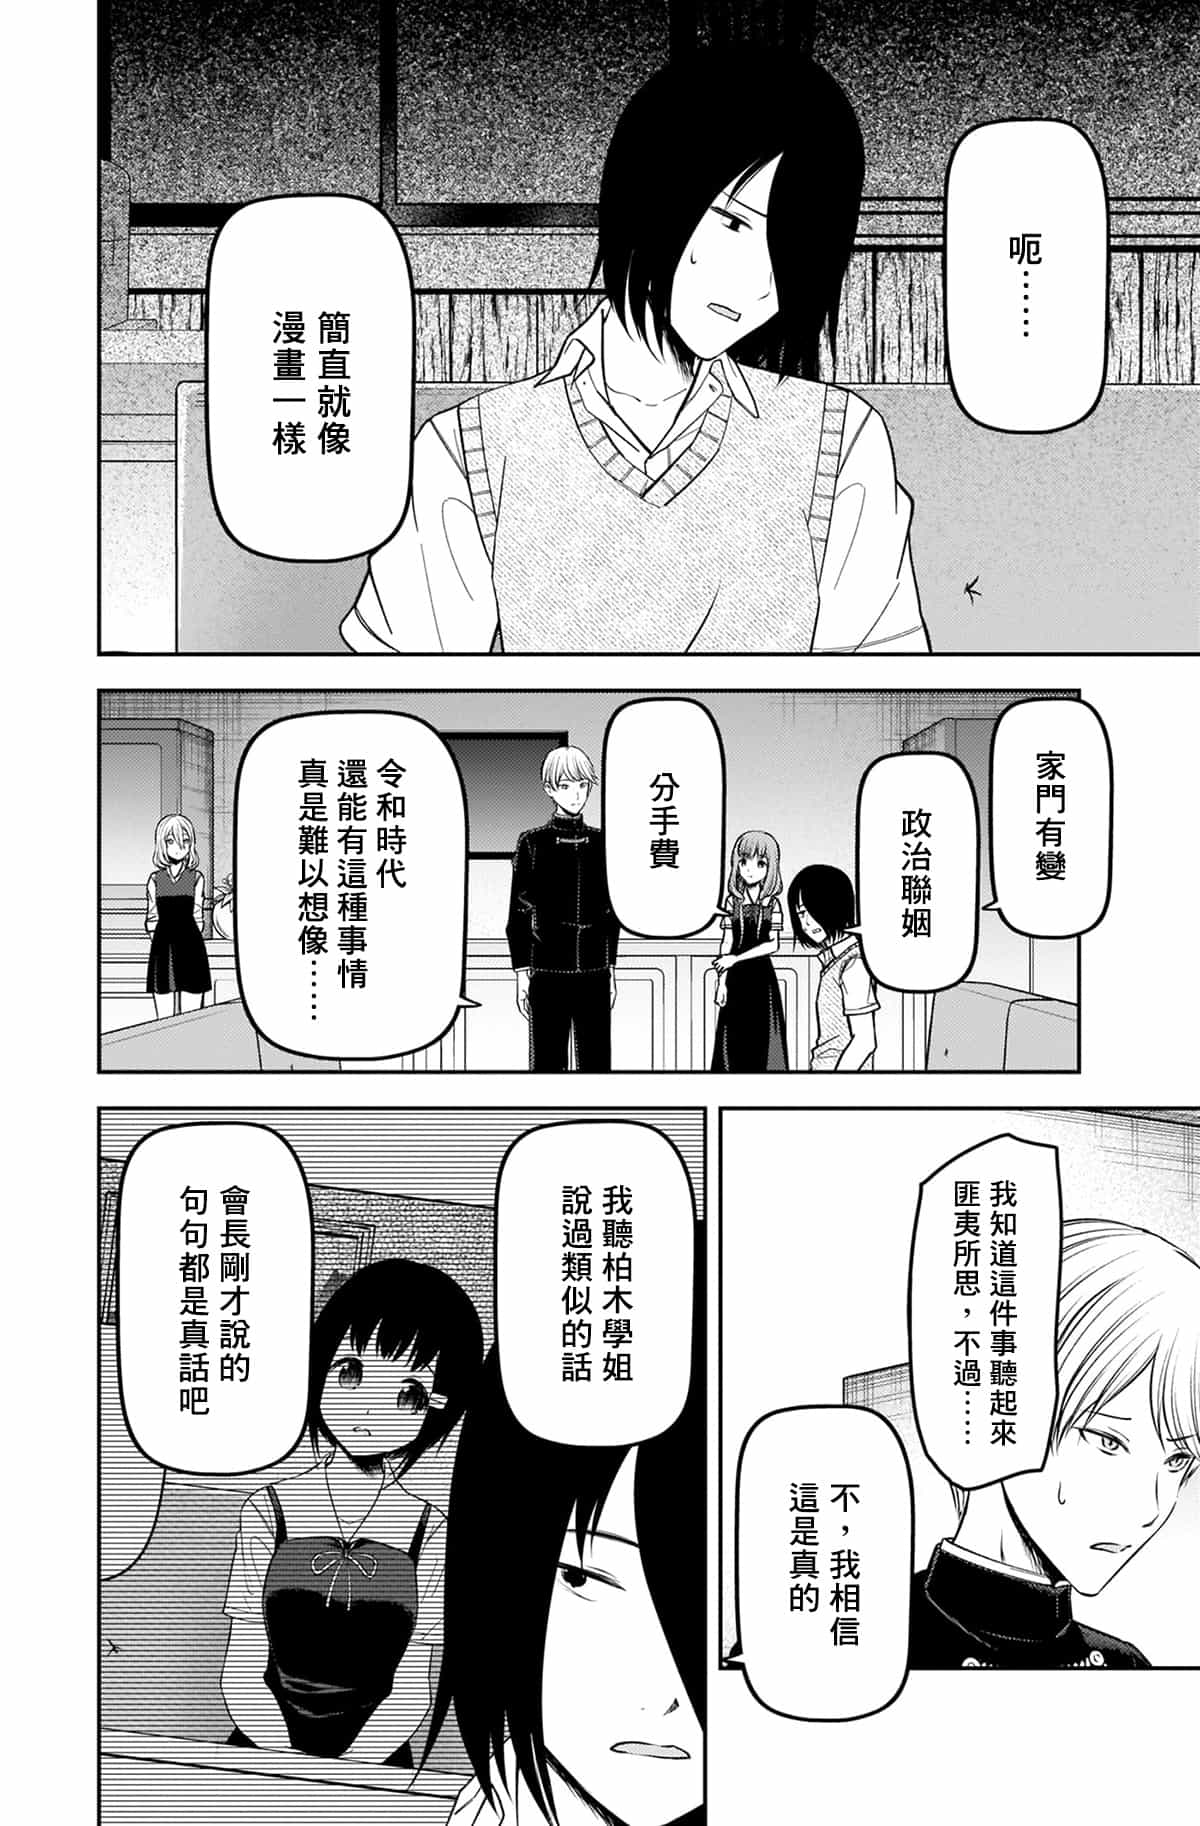 呃……
簡直就像
漫畫一樣
家門有變
政治聯姻
分手費
令和時代
還能有這種事情
真是難以想像……
我知道這件事聽起來
匪夷所思，不過……
不，我相信
這是真的
我聽柏木學姐
說過類似的話
會長剛才說的
句句都是真話吧